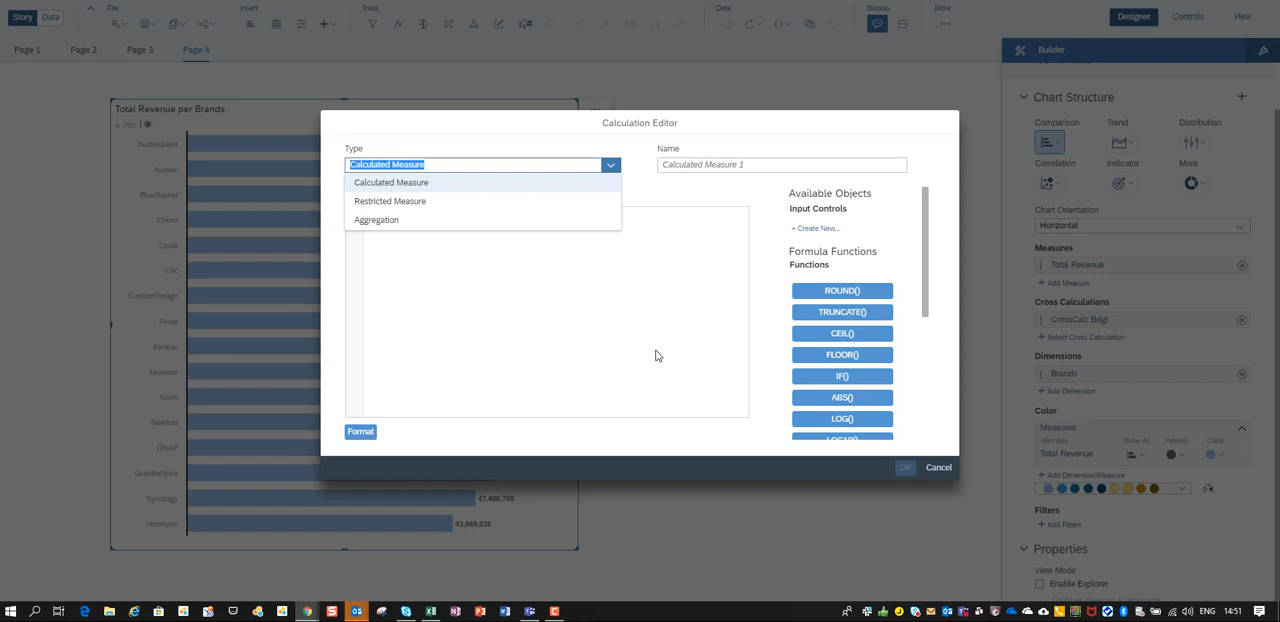 Story Data
File
Insert
Tools
Data
Display
More
Designer Controls View
Page 1 Page 2 Page 3 Page 4
Builder
Total Revenue per Brands
in USD
AudioQuest
Auralic
BlueSound
Chord
Cisco
Clic
CustomDesign
Finite
Kimber
Monster
Naim
Nordost
QNAP
QuadraSpire
Synology 47,406,709
Velodyne 43,668,036
Calculation Editor
Type
Calculated Measure
Calculated Measure
Restricted Measure
Aggregation
Name
Calculated Measure 1
Available Objects
Input Controls
+ Create New...
Formula Functions
Functions
ROUND()
TRUNCATE()
CEIL()
FLOOR()
IF()
ABS()
LOG()
LOG10()
Format
OK Cancel
Chart Structure
Comparison Trend Distribution
Correlation Indicator More
Chart Orientation
Horizontal
Measures
Total Revenue
+ Add Measure
Cross Calculations
CrossCalc Bdgt
+ Select Cross Calculation
Dimensions
Brands
+ Add Dimension
Color
Measures
Member Show As Pattern Color
Total Revenue
+ Add Dimension/Measure
Filters
+ Add Filters
Properties
View Mode
Enable Explorer
Configure Measures & Dimensions
ENG 14:51